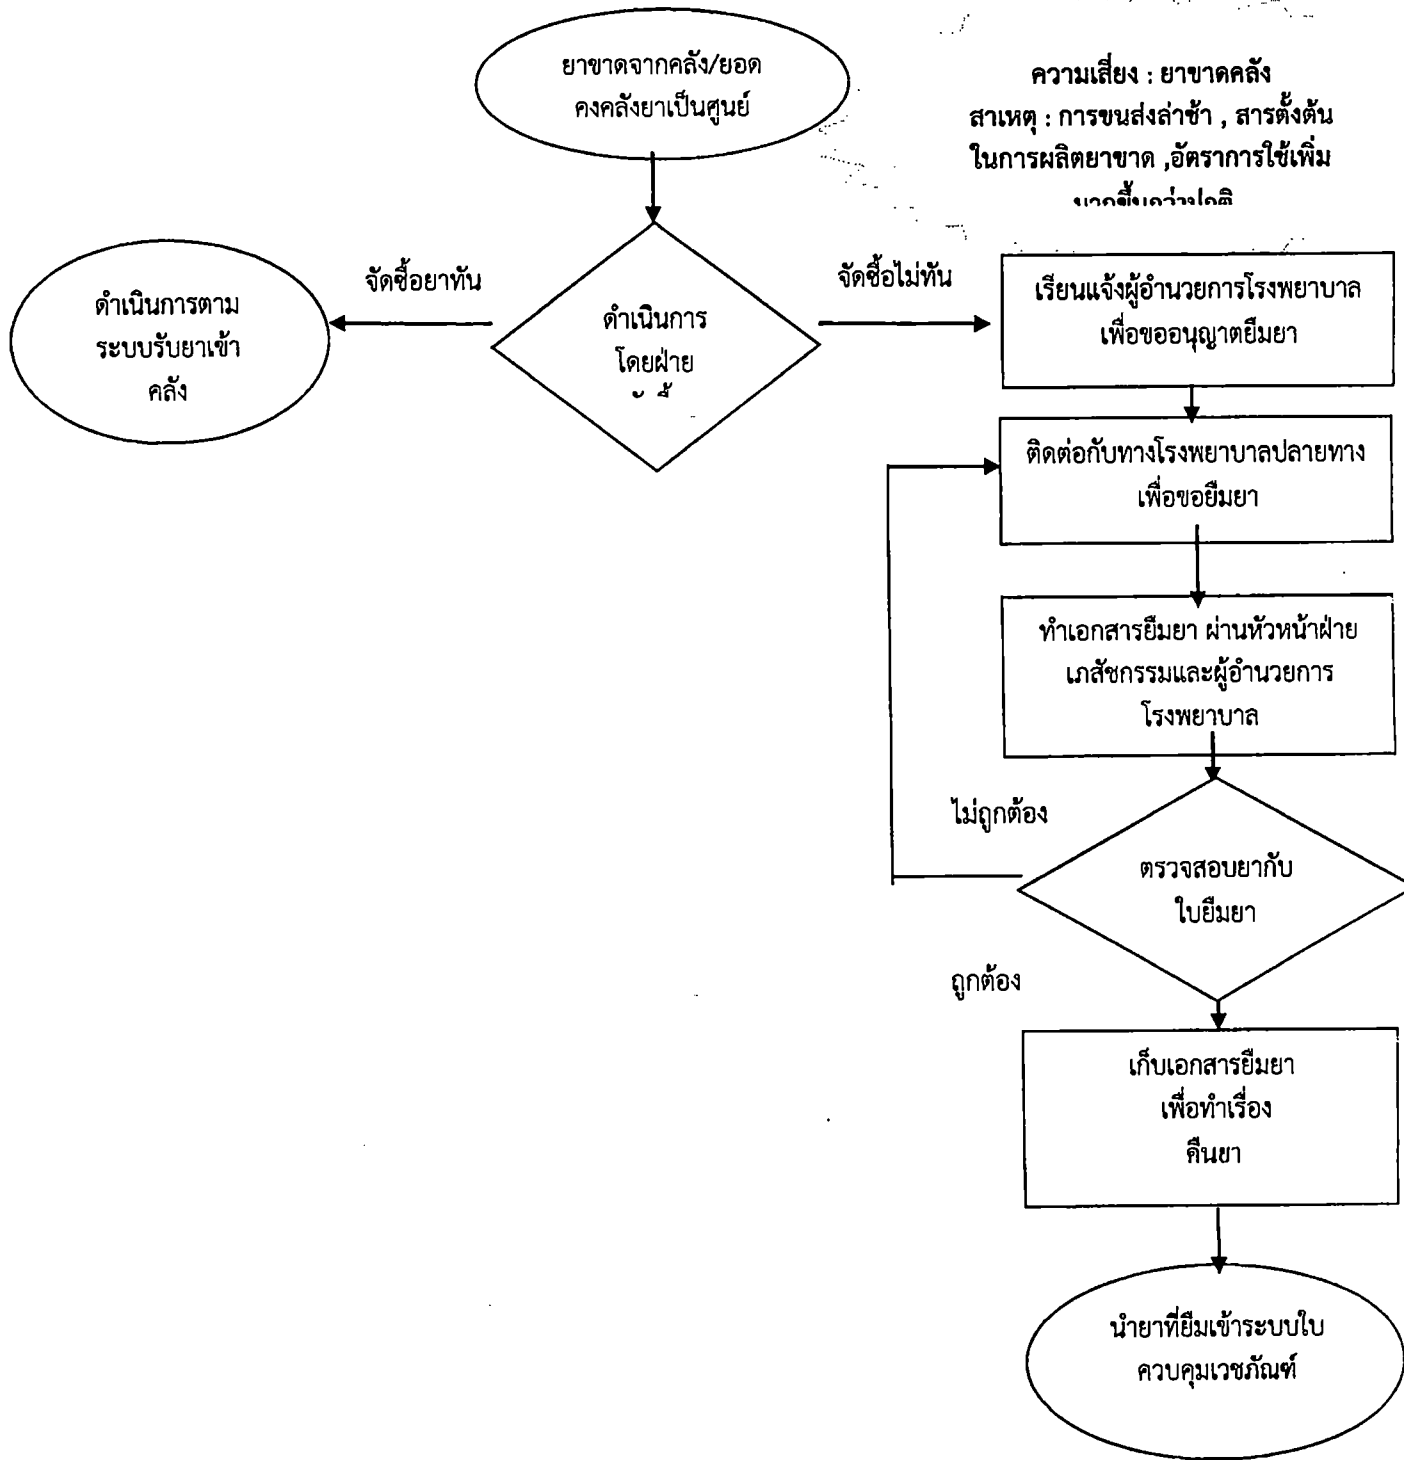 ยาขาดจากคลัง/ยอด
คงคลังยาเป็นศูนย์
ความเสี่ยง : ยาขาดคลัง
สาเหตุ : การขนส่งล่าช้า , สารตั้งต้น
ในการผลิตยาขาด ,อัตราการใช้เพิ่ม
มากขึ้นกว่าปกติ
จัดซื้อยาทัน
จัดซื้อไม่ทัน
ดำเนินการตาม
ระบบรับยาเข้า
คลัง
ดำเนินการ
โดยฝ่าย
เรียนแจ้งผู้อำนวยการโรงพยาบาล
เพื่อขออนุญาตยืมยา
ติดต่อกับทางโรงพยาบาลปลายทาง
เพื่อขอยืมยา
ทำเอกสารยืมยา ผ่านหัวหน้าฝ่าย
เภสัชกรรมและผู้อำนวยการ
โรงพยาบาล
ไม่ถูกต้อง
ตรวจสอบยากับ
ใบยืมยา
ถูกต้อง
เก็บเอกสารยืมยา
เพื่อทำเรื่อง
คืนยา
นำยาที่ยืมเข้าระบบใบ
ควบคุมเวชภัณฑ์